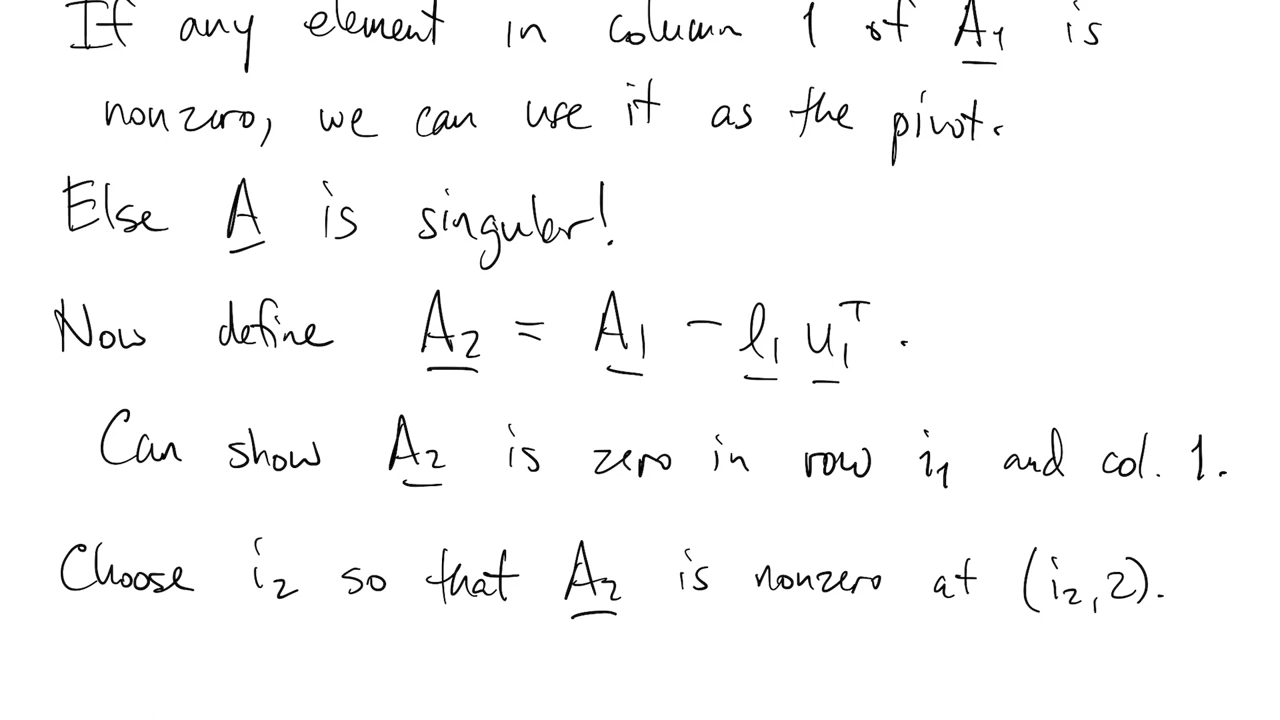 If any element in column 1 of A₁ is
nonzero, we can use it as the pivot.
Else A is singular!
Now define A₂ = A₁ - l₁ u₁ᵀ.
Can show A₂ is zero in row i₁ and col. 1.
Choose i₂ so that A₂ is nonzero at (i₂, 2).